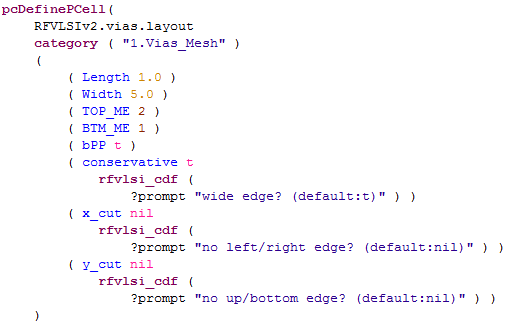 pcDefinePCell(
RFVLSIv2.vias.layout
category ( "1.Vias_Mesh" )
(
( Length 1.0 )
( Width 5.0 )
( TOP_ME 2 )
( BTM_ME 1 )
( bPP t )
( conservative t
rfvlsi_cdf (
?prompt "wide edge? (default:t)" ) )
( x_cut nil
rfvlsi_cdf (
?prompt "no left/right edge? (default:nil)" ) )
( y_cut nil
rfvlsi_cdf (
?prompt "no up/bottom edge? (default:nil)" ) )
)